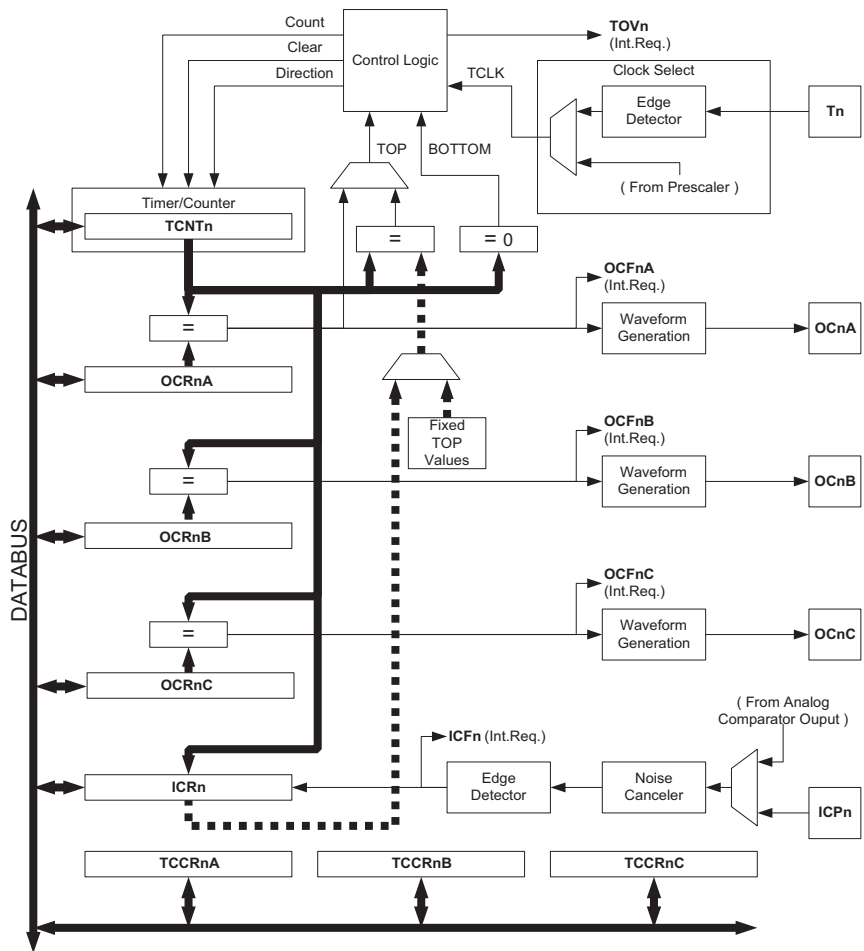 Count
Clear
Direction
Control Logic
TOVn
(Int.Req.)
TCLK
Clock Select
Edge
Detector
Tn
( From Prescaler )
TOP
BOTTOM
Timer/Counter
TCNTn
=
= 0
OCFnA
(Int.Req.)
=
Waveform
Generation
OCnA
OCRnA
Fixed
TOP
Values
OCFnB
(Int.Req.)
=
Waveform
Generation
OCnB
OCRnB
DATABUS
OCFnC
(Int.Req.)
=
Waveform
Generation
OCnC
OCRnC
( From Analog
Comparator Ouput )
ICFn (Int.Req.)
ICRn
Edge
Detector
Noise
Canceler
ICPn
TCCRnA
TCCRnB
TCCRnC